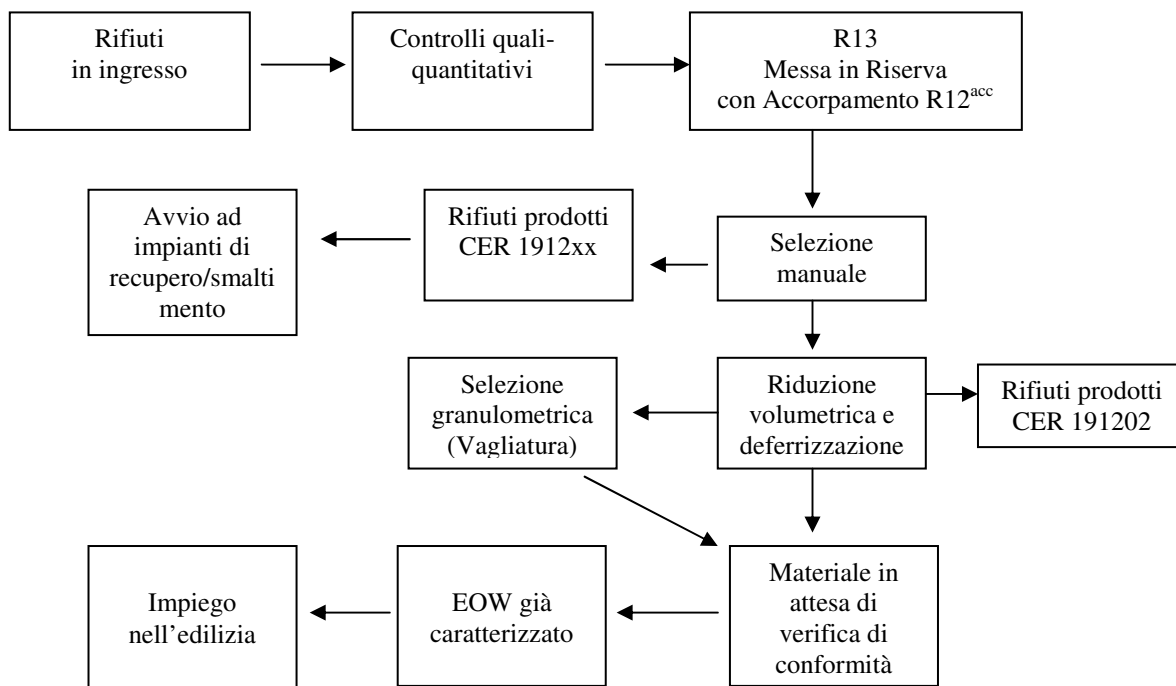 Rifiuti
in ingresso
Controlli quali-
quantitativi
R13
Messa in Riserva
con Accorpamento R12acc
Avvio ad
impianti di
recupero/smalti
mento
Rifiuti prodotti
CER 1912xx
Selezione
manuale
Selezione
granulometrica
(Vagliatura)
Riduzione
volumetrica e
deferrizzazione
Rifiuti prodotti
CER 191202
Impiego
nell’edilizia
EOW già
caratterizzato
Materiale in
attesa di
verifica di
conformità